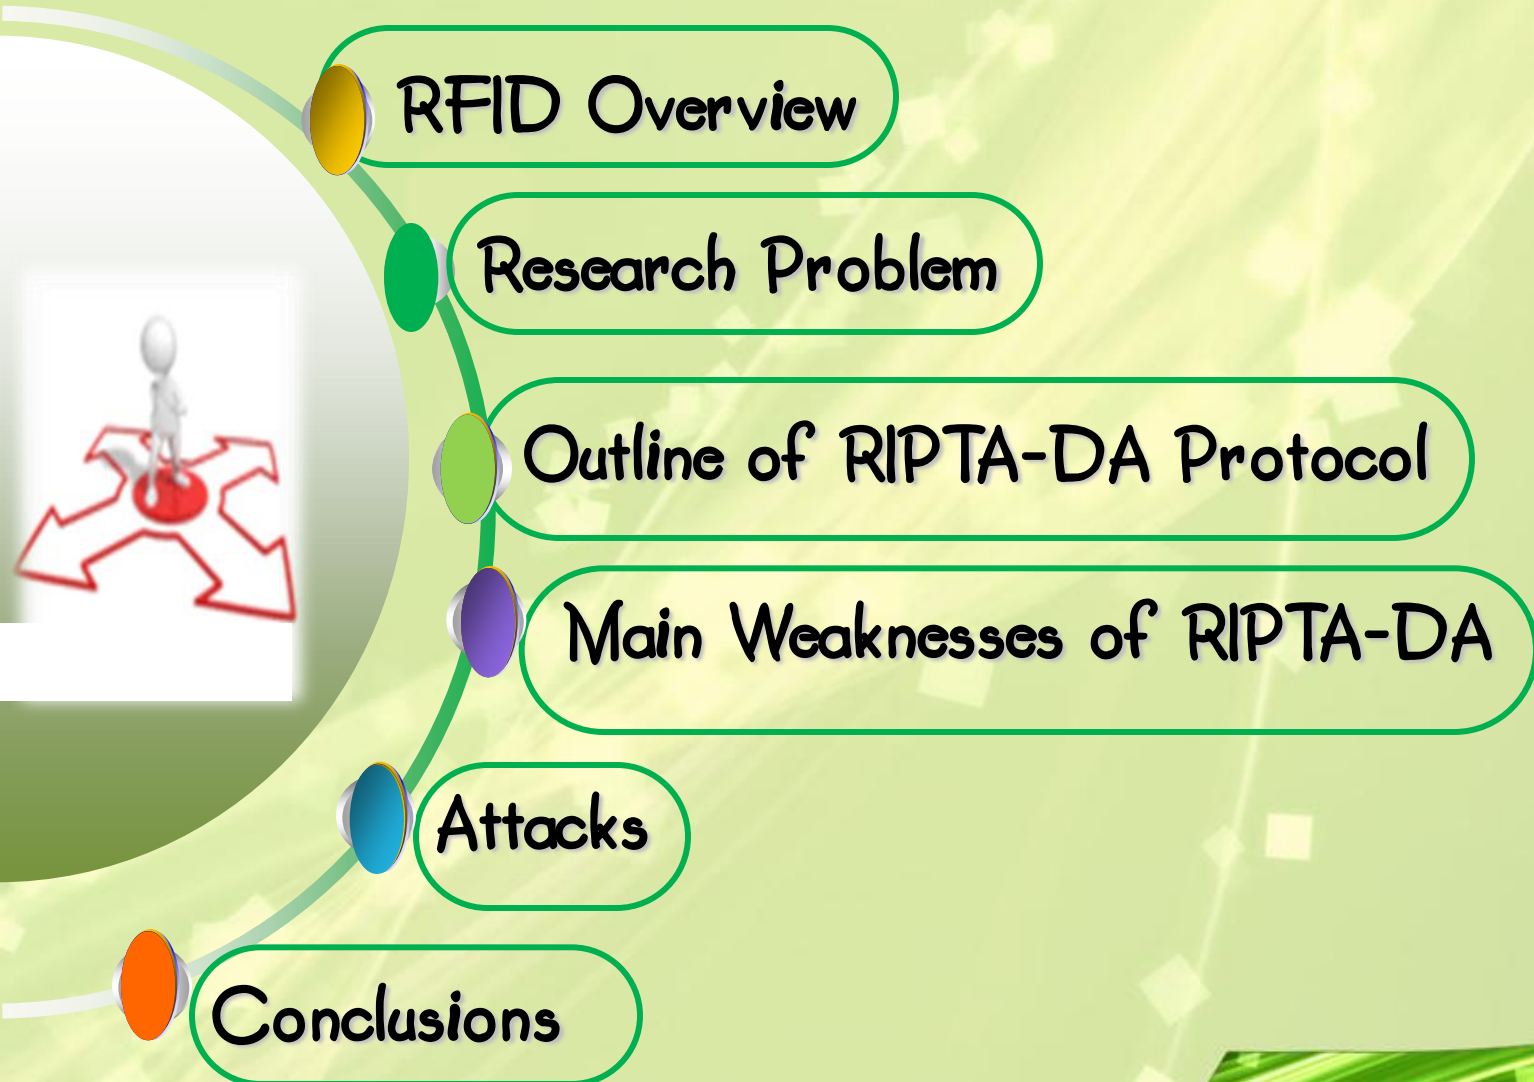 RFID Overview
Research Problem
Outline of RIPTA-DA Protocol
Main Weaknesses of RIPTA-DA
Attacks
Conclusions